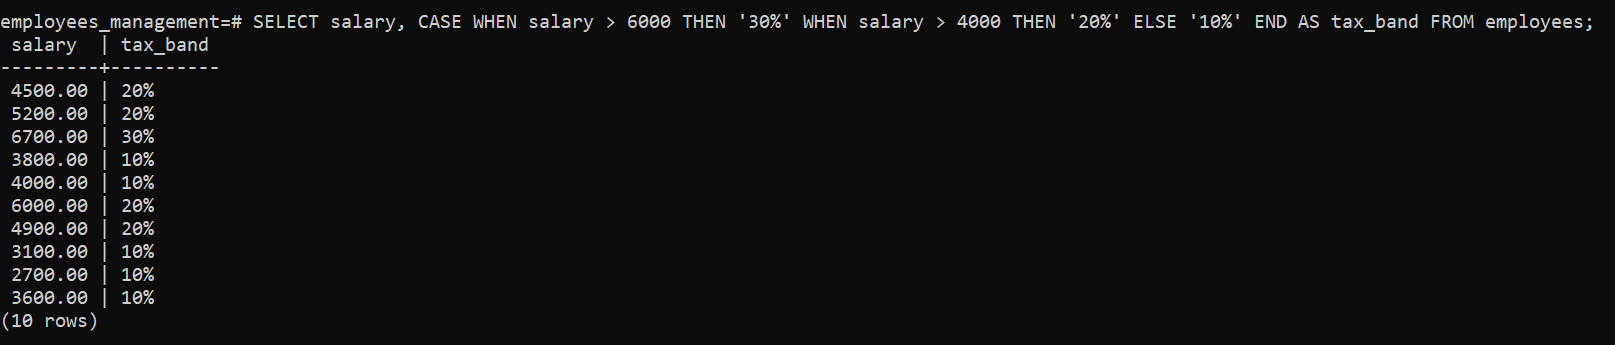 employees_management=# SELECT salary, CASE WHEN salary > 6000 THEN '30%' WHEN salary > 4000 THEN '20%' ELSE '10%' END AS tax_band FROM employees;
 salary  | tax_band
---------+----------
 4500.00 | 20%
 5200.00 | 20%
 6700.00 | 30%
 3800.00 | 10%
 4000.00 | 10%
 6000.00 | 20%
 4900.00 | 20%
 3100.00 | 10%
 2700.00 | 10%
 3600.00 | 10%
(10 rows)